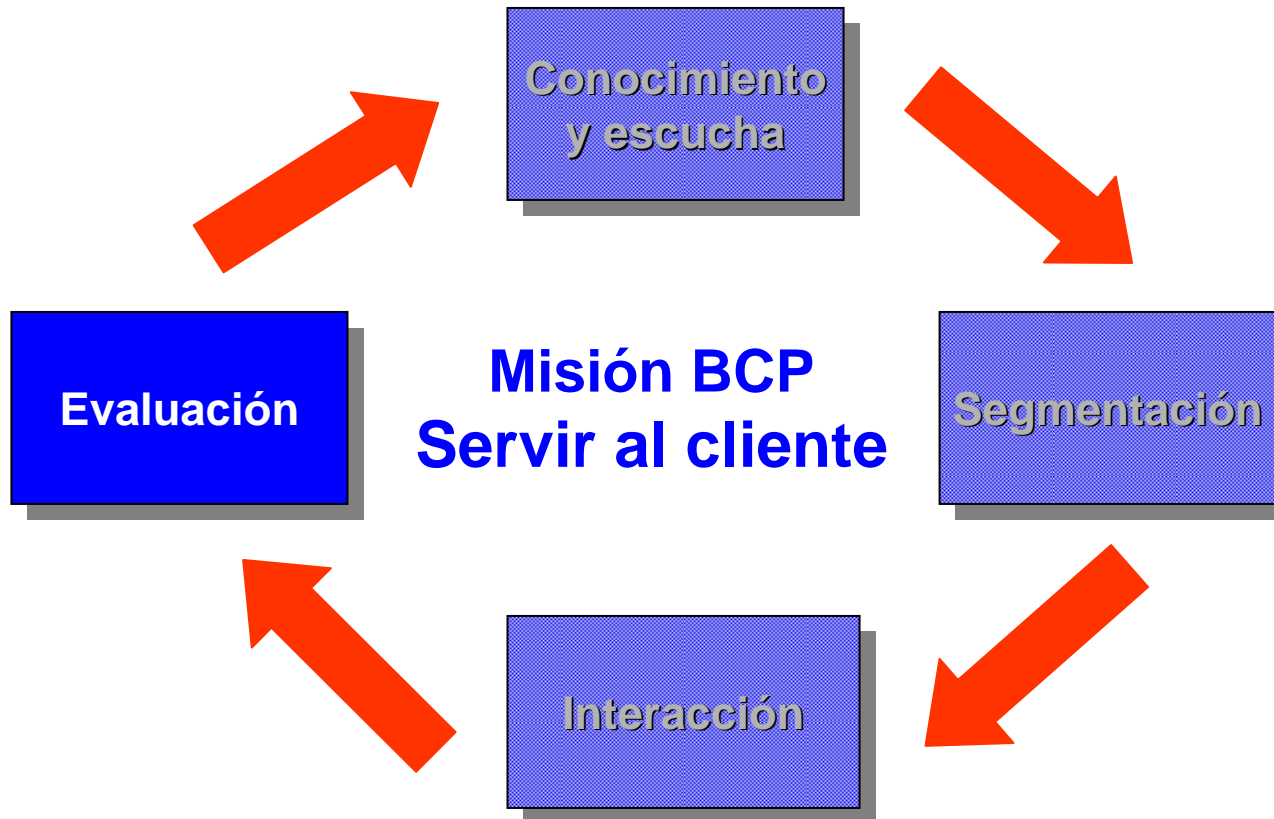 Conocimiento
y escucha
Evaluación
Misión BCP
Servir al cliente
Segmentación
Interacción